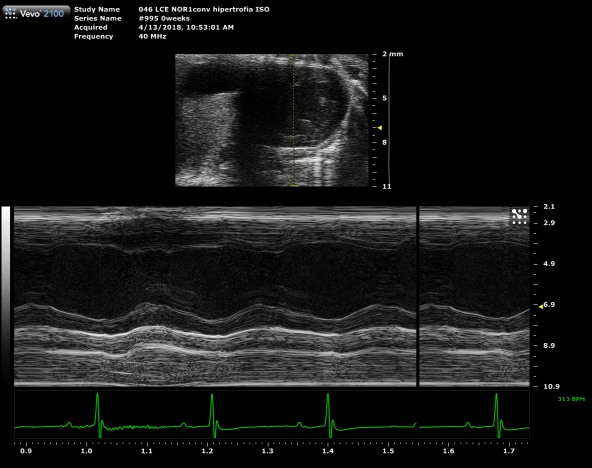 Vevo 2100
Study Name 046 LCE NOR1conv hipertrofia ISO
Series Name #995 0weeks
Acquired 4/13/2018, 10:53:01 AM
Frequency 40 MHz
2 mm
5
8
11
2.1
2.9
4.9
6.9
8.9
10.9
313 BPM
0.9 1.0 1.1 1.2 1.3 1.4 1.5 1.6 1.7